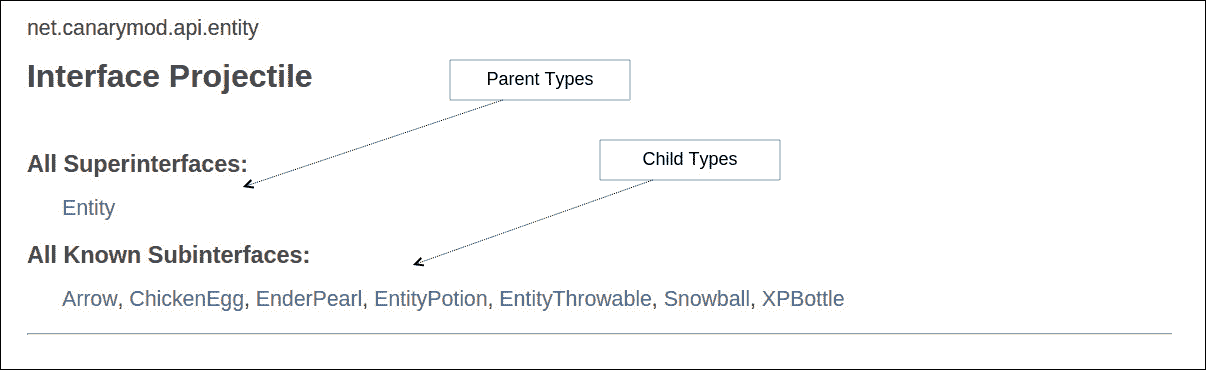 net.canarymod.api.entity
Interface Projectile
Parent Types
Child Types
All Superinterfaces:
Entity
All Known Subinterfaces:
Arrow, ChickenEgg, EnderPearl, EntityPotion, EntityThrowable, Snowball, XPBottle